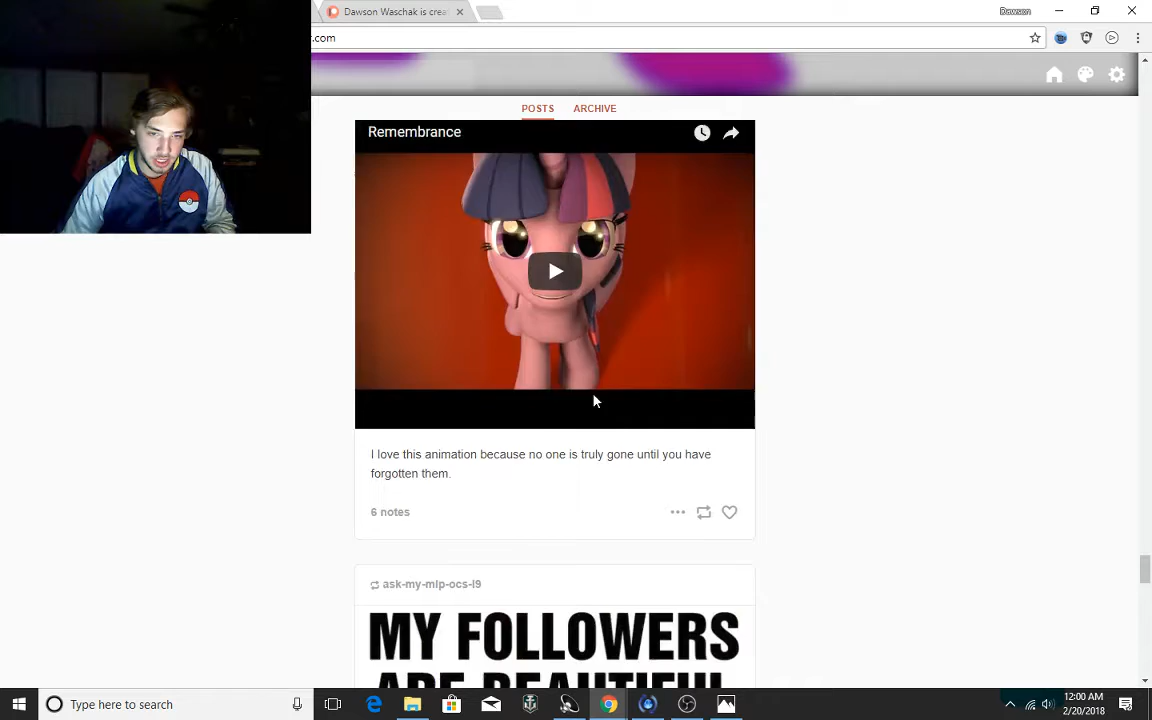 Dawson Waschak is crea
Dawson
r.com
POSTS
ARCHIVE
Remembrance
I love this animation because no one is truly gone until you have
forgotten them.
6 notes
ask-my-mlp-ocs-l9
MY FOLLOWERS
ARE BEAUTIFUL
Type here to search
12:00 AM
2/20/2018